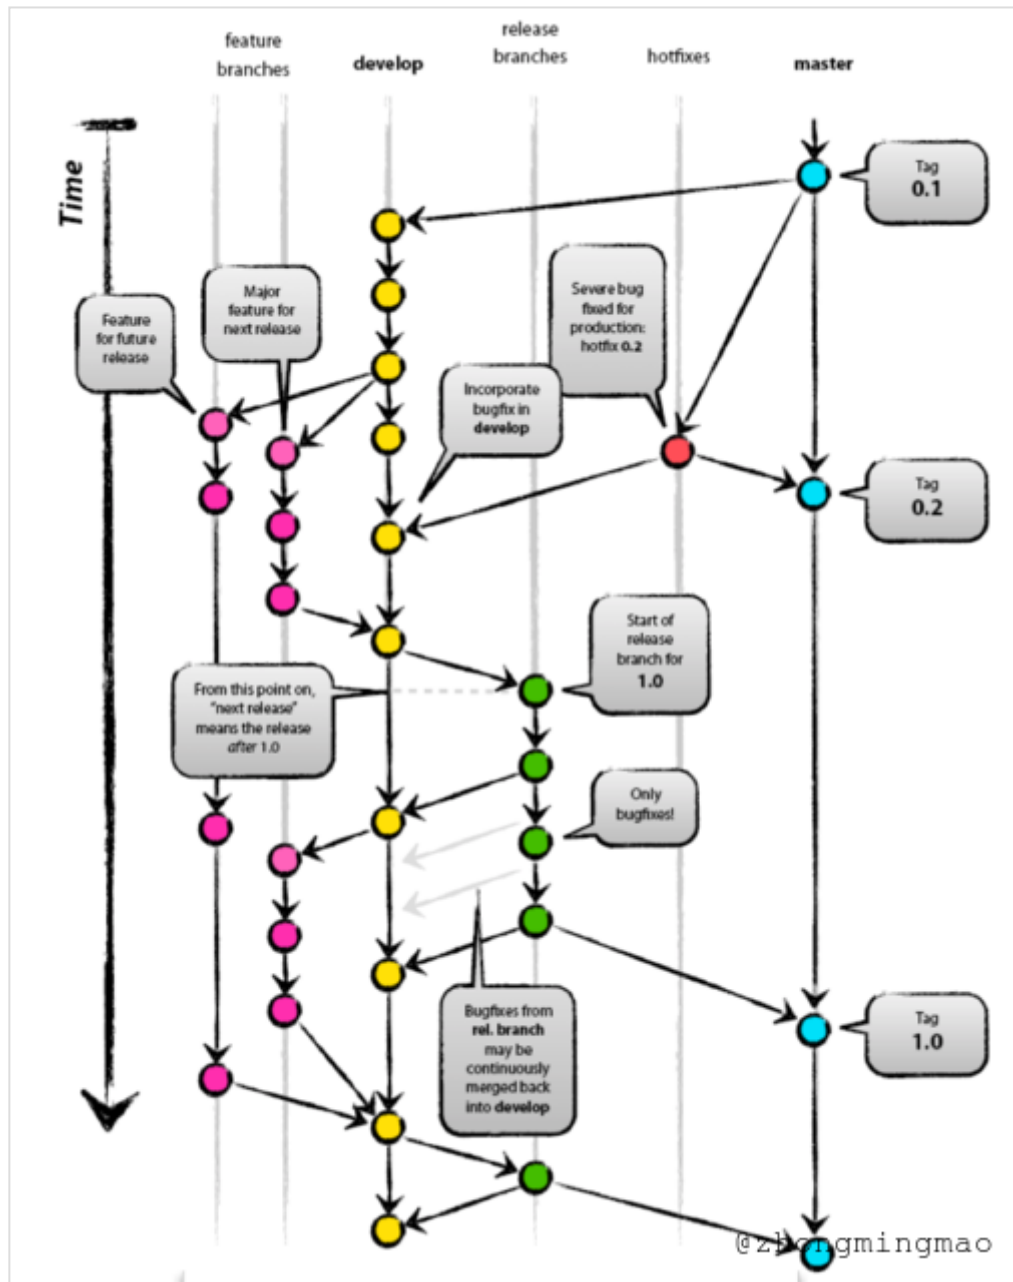 feature
branches
develop
release
branches
hotfixes
master
Time
Tag
0.1
Feature
for future
release
Major
feature for
next release
Severe bug
fixed for
production:
hotfix 0.2
Incorporate
bugfix in
develop
Tag
0.2
Start of
release
branch for
1.0
From this point on,
“next release”
means the release
after 1.0
Only
bugfixes!
Bugfixes from
rel. branch
may be
continuously
merged back
into develop
Tag
1.0
@zhongmingmao